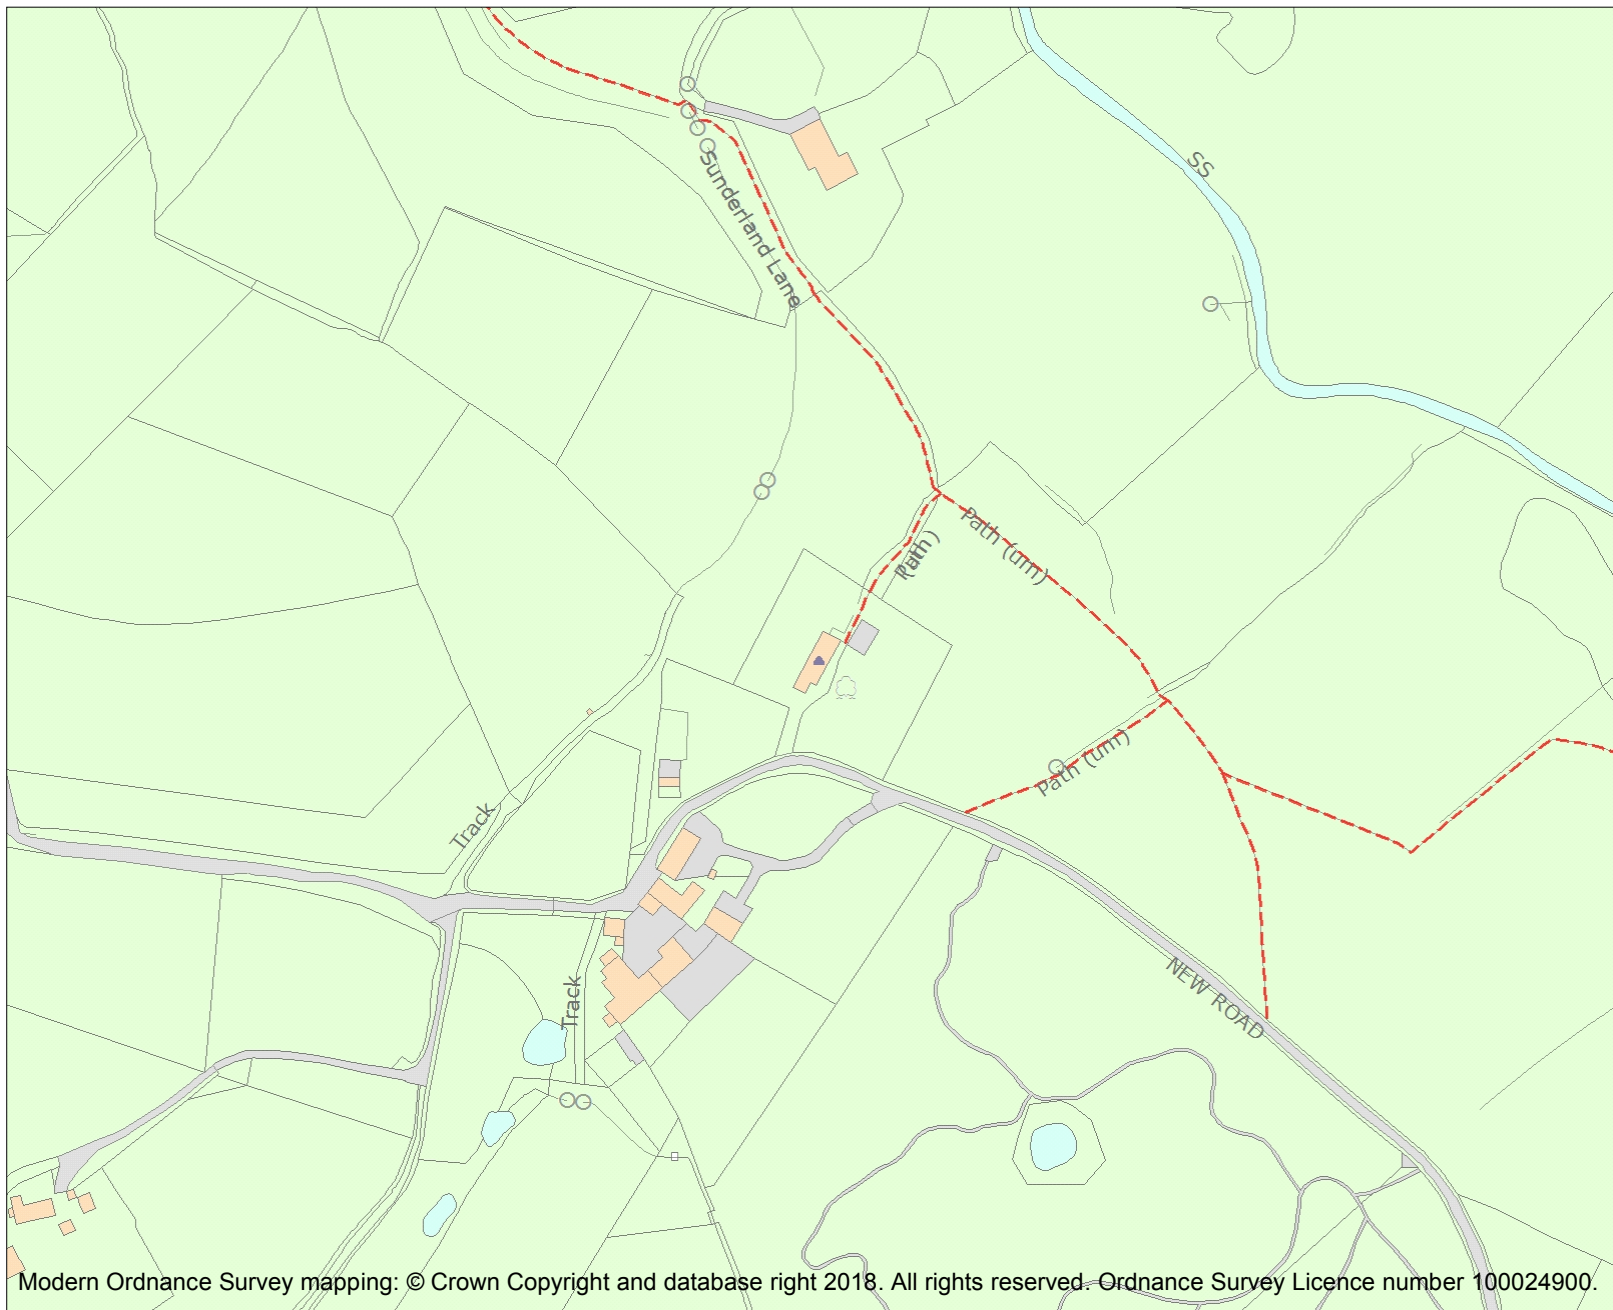 SS
Sunderland Lane
Path (um)
Path (um)
Track
NEW ROAD
Track
Modern Ordnance Survey mapping: © Crown Copyright and database right 2018. All rights reserved. Ordnance Survey Licence number 100024900.